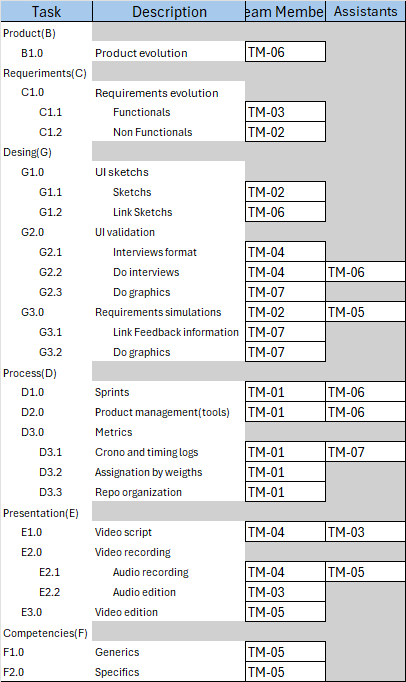 Task Description eam Membe Assistants
Product(B)
B1.0 Product evolution TM-06
Requeriments(C)
C1.0 Requirements evolution
C1.1 Functionals TM-03
C1.2 Non Functionals TM-02
Desing(G)
G1.0 UI sketchs
G1.1 Sketchs TM-02
G1.2 Link Sketchs TM-06
G2.0 UI validation
G2.1 Interviews format TM-04
G2.2 Do interviews TM-04 TM-06
G2.3 Do graphics TM-07
G3.0 Requirements simulations TM-02 TM-05
G3.1 Link Feedback information TM-07
G3.2 Do graphics TM-07
Process(D)
D1.0 Sprints TM-01 TM-06
D2.0 Product management(tools) TM-01 TM-06
D3.0 Metrics
D3.1 Crono and timing logs TM-01 TM-07
D3.2 Assignation by weigths TM-01
D3.3 Repo organization TM-01
Presentation(E)
E1.0 Video script TM-04 TM-03
E2.0 Video recording
E2.1 Audio recording TM-04 TM-05
E2.2 Audio edition TM-03
E3.0 Video edition TM-05
Competencies(F)
F1.0 Generics TM-05
F2.0 Specifics TM-05